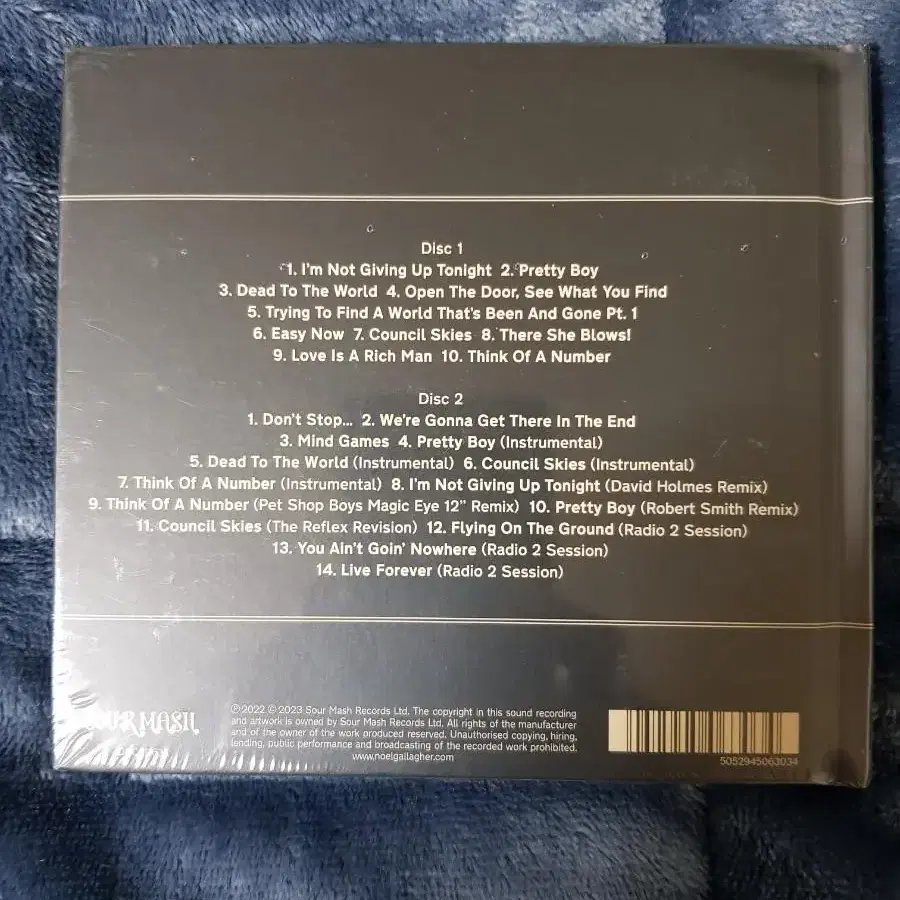 Disc 1
1. I'm Not Giving Up Tonight 2. Pretty Boy
3. Dead To The World 4. Open The Door, See What You Find
5. Trying To Find A World That's Been And Gone Pt. 1
6. Easy Now 7. Council Skies 8. There She Blows!
9. Love Is A Rich Man 10. Think Of A Number
Disc 2
1. Don't Stop... 2. We're Gonna Get There In The End
3. Mind Games 4. Pretty Boy (Instrumental)
5. Dead To The World (Instrumental) 6. Council Skies (Instrumental)
7. Think Of A Number (Instrumental) 8. I'm Not Giving Up Tonight (David Holmes Remix)
9. Think Of A Number (Pet Shop Boys Magic Eye 12" Remix) 10. Pretty Boy (Robert Smith Remix)
11. Council Skies (The Reflex Revision) 12. Flying On The Ground (Radio 2 Session)
13. You Ain't Goin' Nowhere (Radio 2 Session)
14. Live Forever (Radio 2 Session)
SOUR MASH
℗2022 ©2023 Sour Mash Records Ltd. The copyright in this sound recording
and artwork is owned by Sour Mash Records Ltd. All rights of the manufacturer
and of the owner of the work produced reserved. Unauthorised copying, hiring,
lending, public performance and broadcasting of the recorded work prohibited.
www.noelgallagher.com
5052945063034